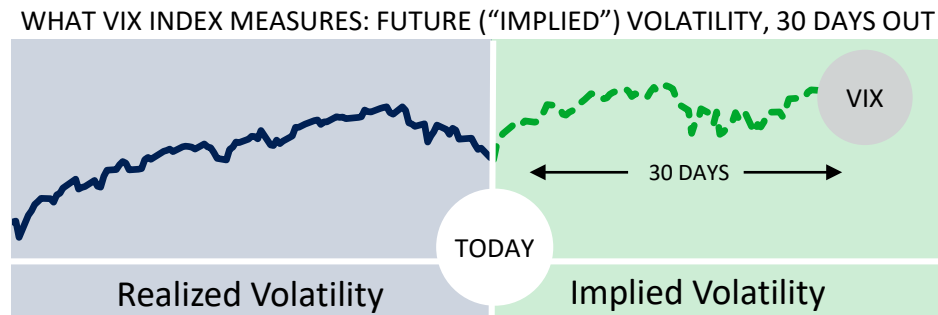 WHAT VIX INDEX MEASURES: FUTURE (“IMPLIED”) VOLATILITY, 30 DAYS OUT
VIX
30 DAYS
TODAY
Realized Volatility
Implied Volatility